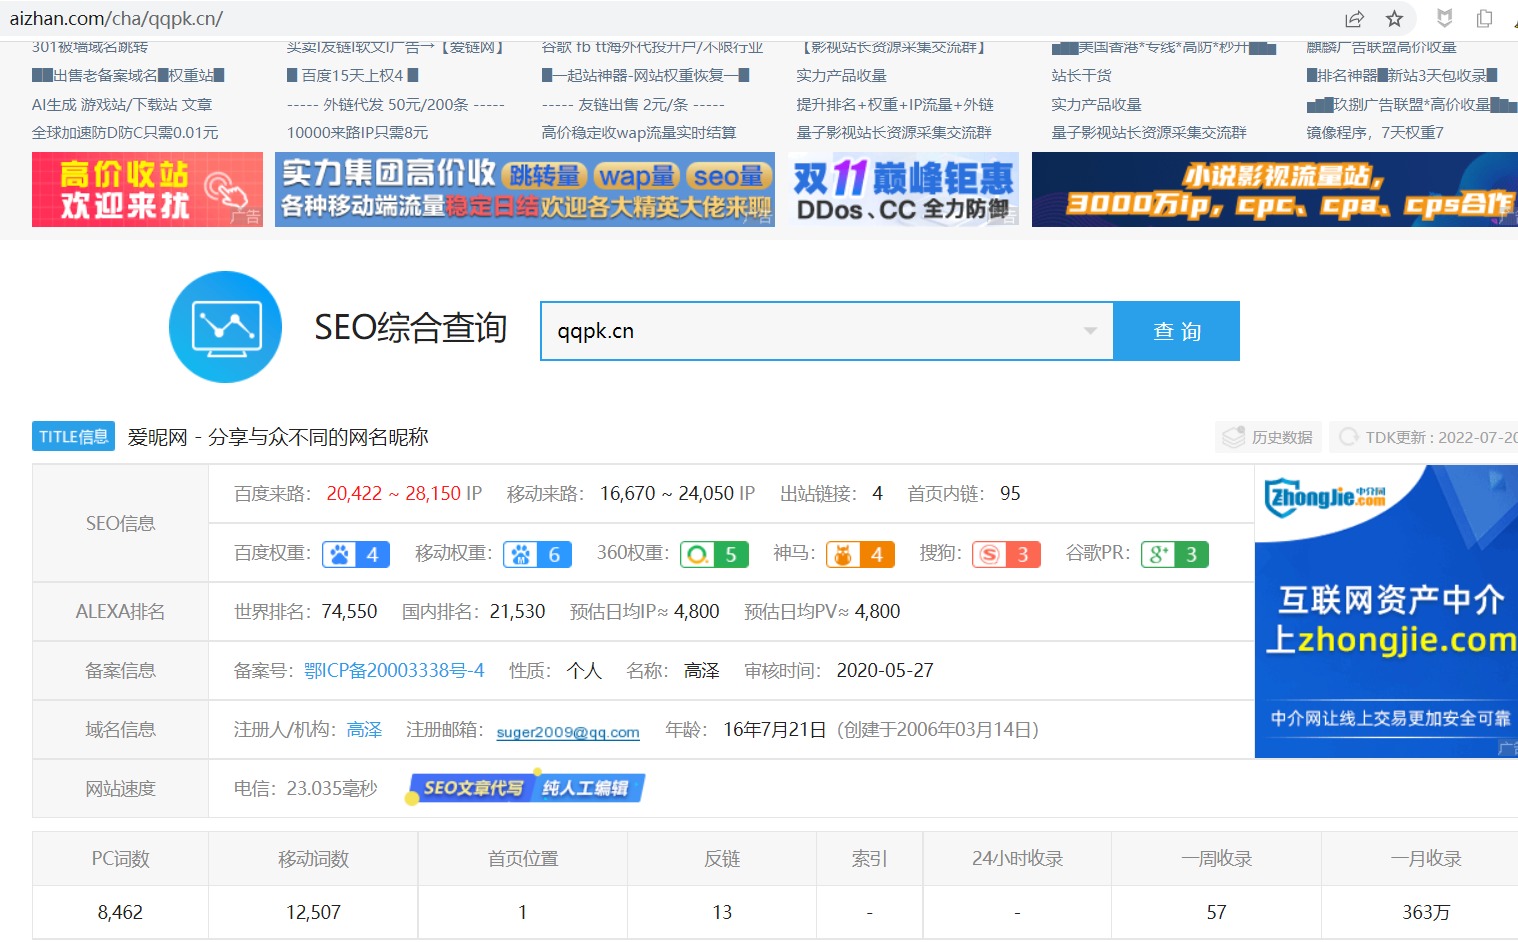 aizhan.com/cha/qqpk.cn/
301被墙域名跳转 买卖|友链|软文|广告→【爱链网】 谷歌 fb tt海外代投开户/不限行业 【影视站长资源采集交流群】 美国香港*专线*高防*秒升 麒麟广告联盟高价收量
出售老备案域名 权重站 百度15天上权4 一起站神器-网站权重恢复一 实力产品收量 站长干货 排名神器 新站3天包收录
AI生成 游戏站/下载站 文章 ----- 外链代发 50元/200条 ----- ----- 友链出售 2元/条 ----- 提升排名+权重+IP流量+外链 实力产品收量 玖捌广告联盟*高价收量
全球加速防D防C只需0.01元 10000来路IP只需8元 高价稳定收wap流量实时结算 量子影视站长资源采集交流群 量子影视站长资源采集交流群 镜像程序，7天权重7
高价收站
欢迎来扰
广告
实力集团高价收 跳转量 wap量 seo量
各种移动端流量稳定日结欢迎各大精英大佬来聊
广告
双11巅峰钜惠
DDos、CC 全力防御
广告
小说影视流量站，
3000万ip，cpc、cpa、cps合作
SEO综合查询 qqpk.cn 查 询
TITLE信息 爱昵网 - 分享与众不同的网名昵称 历史数据 TDK更新 : 2022-07-20
SEO信息
百度来路： 20,422 ~ 28,150 IP 移动来路： 16,670 ~ 24,050 IP 出站链接： 4 首页内链： 95
百度权重： 4 移动权重： 6 360权重： 5 神马： 4 搜狗： 3 谷歌PR： 3
ALEXA排名 世界排名： 74,550 国内排名： 21,530 预估日均IP≈ 4,800 预估日均PV≈ 4,800
备案信息 备案号： 鄂ICP备20003338号-4 性质： 个人 名称： 高泽 审核时间： 2020-05-27
域名信息 注册人/机构： 高泽 注册邮箱： suger2009@qq.com 年龄： 16年7月21日 (创建于2006年03月14日)
网站速度 电信： 23.035毫秒 SEO文章代写 纯人工编辑
ZhongJie中介网.com
互联网资产中介
上zhongjie.com
中介网让线上交易更加安全可靠
PC词数 移动词数 首页位置 反链 索引 24小时收录 一周收录 一月收录
8,462 12,507 1 13 - - 57 363万